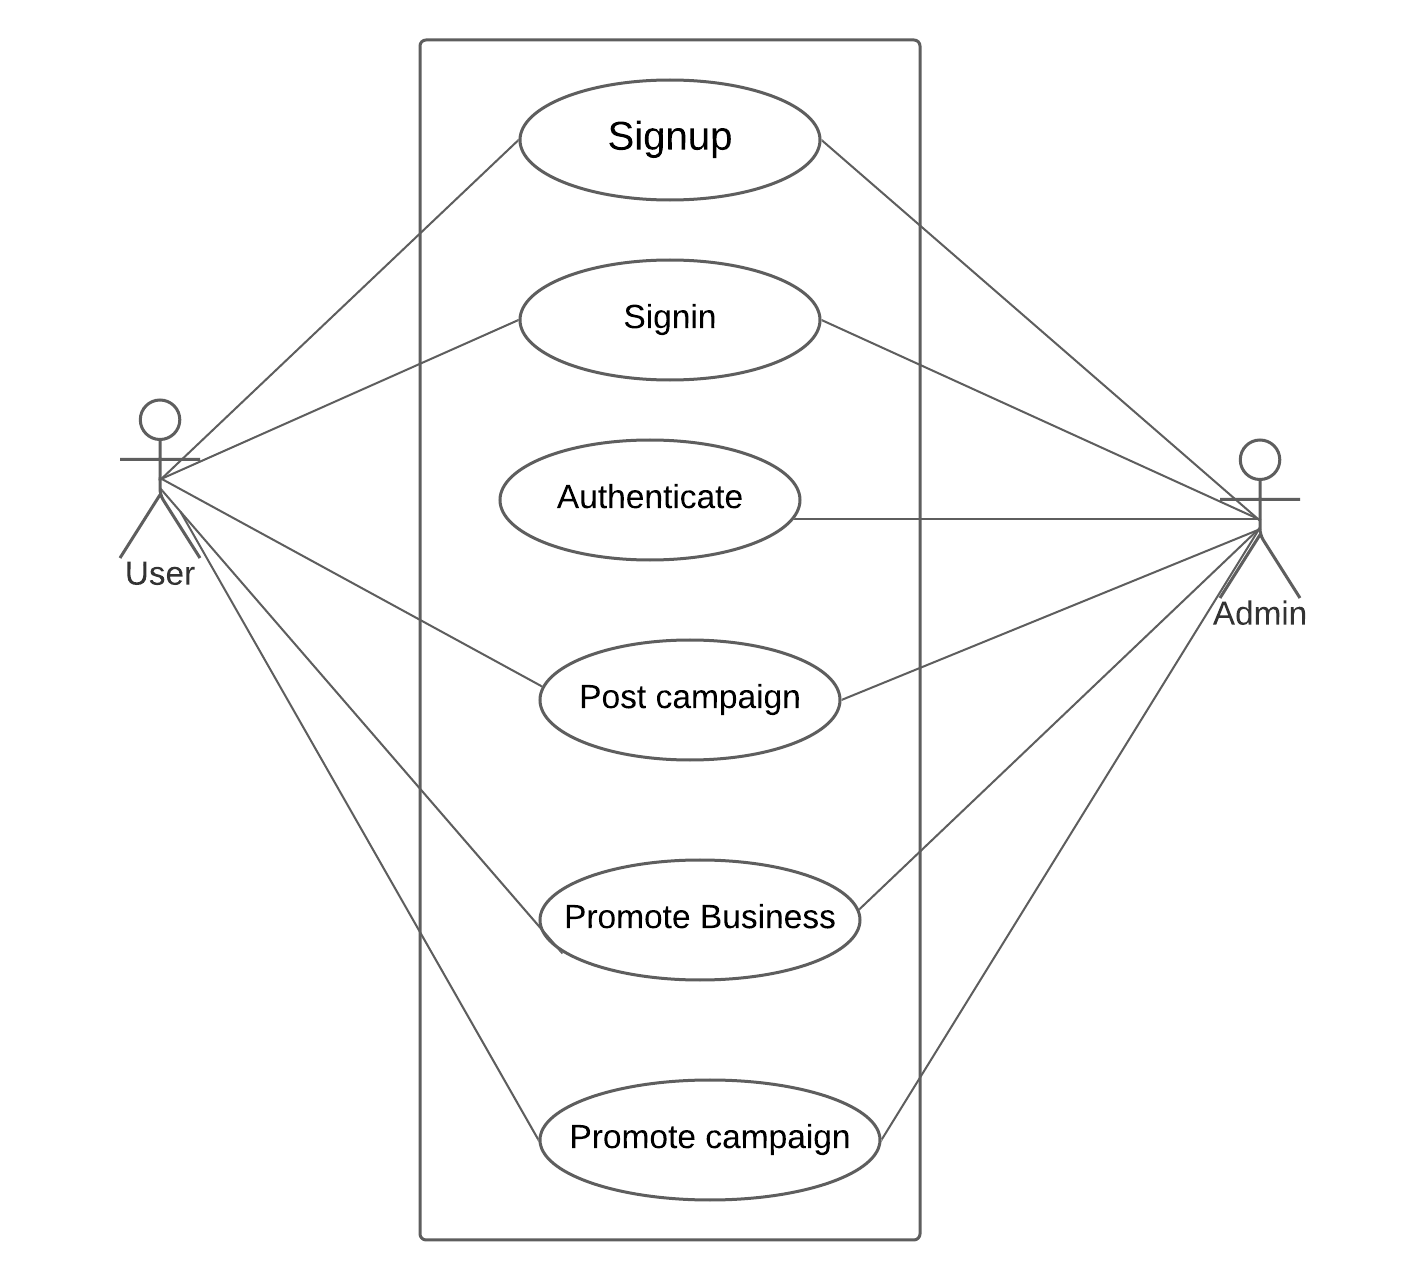 Signup
Signin
Authenticate
User
Admin
Post campaign
Promote Business
Promote campaign